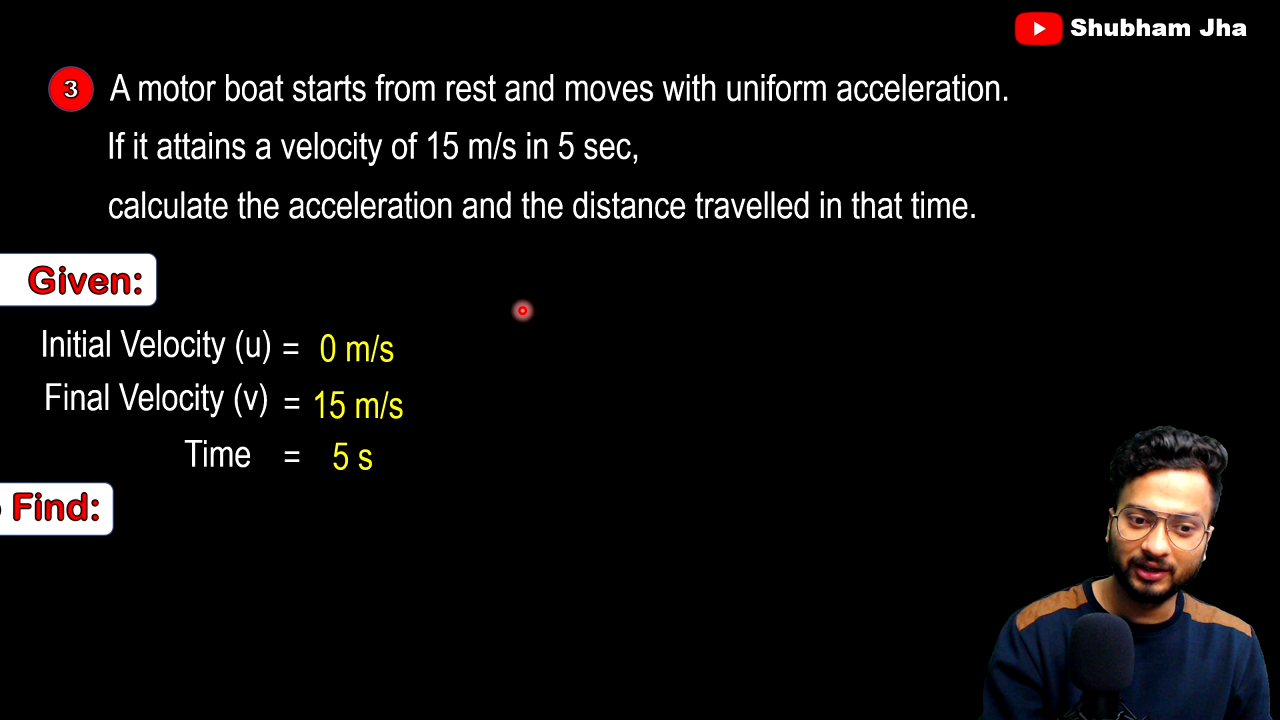 Shubham Jha
3 A motor boat starts from rest and moves with uniform acceleration.
If it attains a velocity of 15 m/s in 5 sec,
calculate the acceleration and the distance travelled in that time.
Given:
Initial Velocity (u) = 0 m/s
Final Velocity (v) = 15 m/s
Time = 5 s
Find: